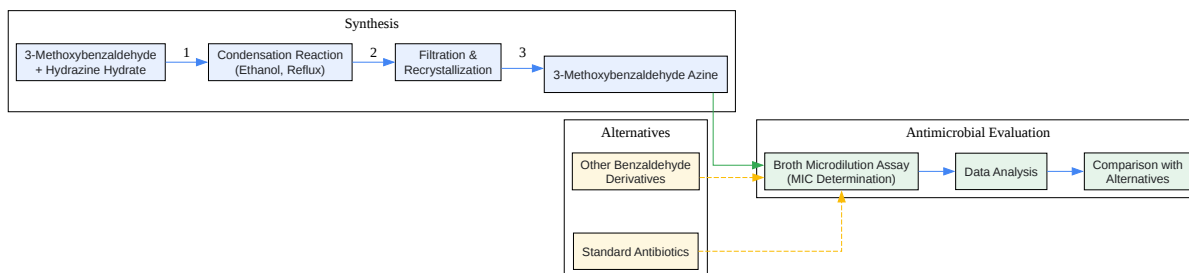 Synthesis
3-Methoxybenzaldehyde
+ Hydrazine Hydrate
1
Condensation Reaction
(Ethanol, Reflux)
2
Filtration &
Recrystallization
3
3-Methoxybenzaldehyde Azine
Alternatives
Other Benzaldehyde
Derivatives
Standard Antibiotics
Antimicrobial Evaluation
Broth Microdilution Assay
(MIC Determination)
Data Analysis
Comparison with
Alternatives